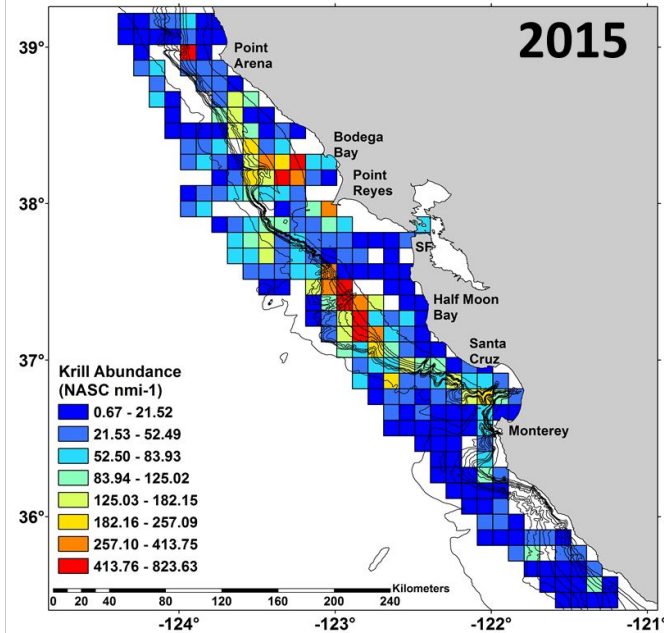 2015
39°
Point
Arena
Bodega
Bay
38°
Point
Reyes
SF
Half Moon
Bay
37°
Santa
Cruz
Krill Abundance
(NASC nmi-1)
0.67 - 21.52
21.53 - 52.49
52.50 - 83.93
83.94 - 125.02
125.03 - 182.15
182.16 - 257.09
257.10 - 413.75
413.76 - 823.63
Monterey
36°
Kilometers
0 20 40 80 120 160 200 240
-124° -123° -122° -121°